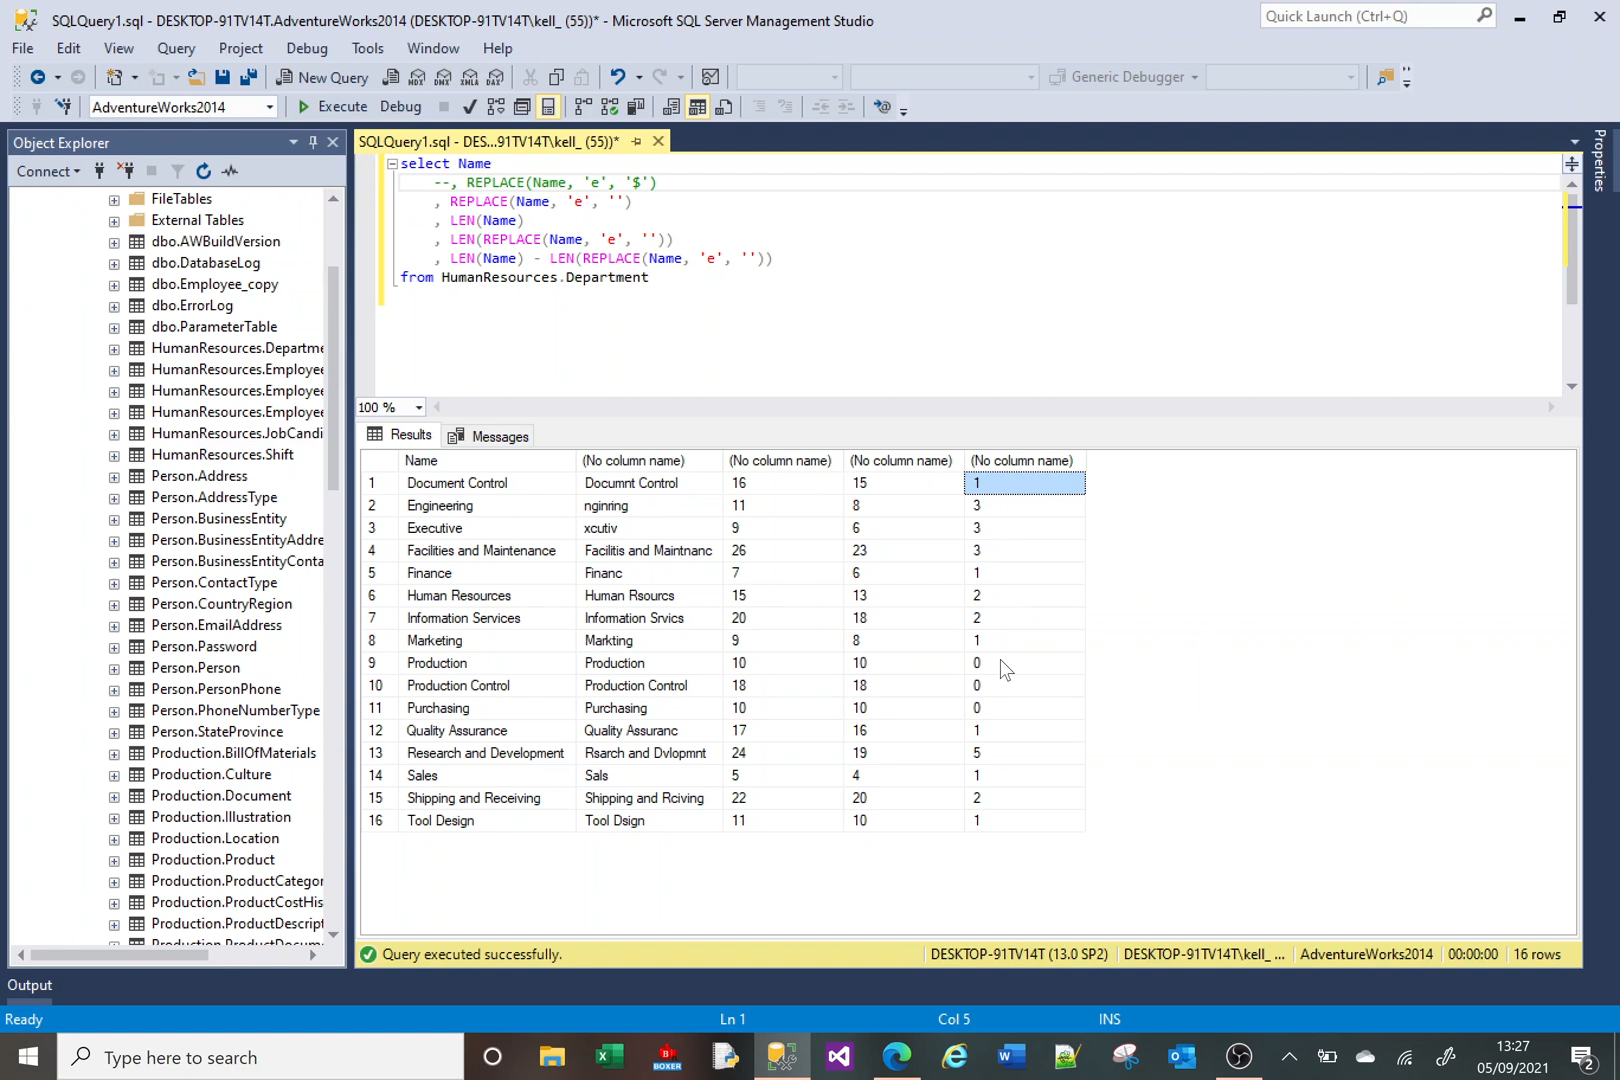 SQLQuery1.sql - DESKTOP-91TV14T.AdventureWorks2014 (DESKTOP-91TV14T\kell_ (55))* - Microsoft SQL Server Management Studio
Quick Launch (Ctrl+Q)
File Edit View Query Project Debug Tools Window Help
New Query MDX DMX XMLA DAX Generic Debugger
AdventureWorks2014 Execute Debug
Object Explorer
SQLQuery1.sql - DES...91TV14T\kell_ (55))*
Properties
Connect
FileTables
External Tables
dbo.AWBuildVersion
dbo.DatabaseLog
dbo.Employee_copy
dbo.ErrorLog
dbo.ParameterTable
HumanResources.Departme
HumanResources.Employee
HumanResources.Employee
HumanResources.Employee
HumanResources.JobCandi
HumanResources.Shift
Person.Address
Person.AddressType
Person.BusinessEntity
Person.BusinessEntityAddre
Person.BusinessEntityConta
Person.ContactType
Person.CountryRegion
Person.EmailAddress
Person.Password
Person.Person
Person.PersonPhone
Person.PhoneNumberType
Person.StateProvince
Production.BillOfMaterials
Production.Culture
Production.Document
Production.Illustration
Production.Location
Production.Product
Production.ProductCategor
Production.ProductCostHis
Production.ProductDescript
Production.ProductDocum
select Name
--, REPLACE(Name, 'e', '$')
, REPLACE(Name, 'e', '')
, LEN(Name)
, LEN(REPLACE(Name, 'e', ''))
, LEN(Name) - LEN(REPLACE(Name, 'e', ''))
from HumanResources.Department
100 %
Results Messages
Name (No column name) (No column name) (No column name) (No column name)
1 Document Control Documnt Control 16 15 1
2 Engineering nginring 11 8 3
3 Executive xcutiv 9 6 3
4 Facilities and Maintenance Facilitis and Maintnanc 26 23 3
5 Finance Financ 7 6 1
6 Human Resources Human Rsourcs 15 13 2
7 Information Services Information Srvics 20 18 2
8 Marketing Markting 9 8 1
9 Production Production 10 10 0
10 Production Control Production Control 18 18 0
11 Purchasing Purchasing 10 10 0
12 Quality Assurance Quality Assuranc 17 16 1
13 Research and Development Rsarch and Dvlopmnt 24 19 5
14 Sales Sals 5 4 1
15 Shipping and Receiving Shipping and Rciving 22 20 2
16 Tool Design Tool Dsign 11 10 1
Query executed successfully. DESKTOP-91TV14T (13.0 SP2) DESKTOP-91TV14T\kell_ ... AdventureWorks2014 00:00:00 16 rows
Output
Ready Ln 1 Col 5 INS
Type here to search
BOXER
13:27
05/09/2021
2